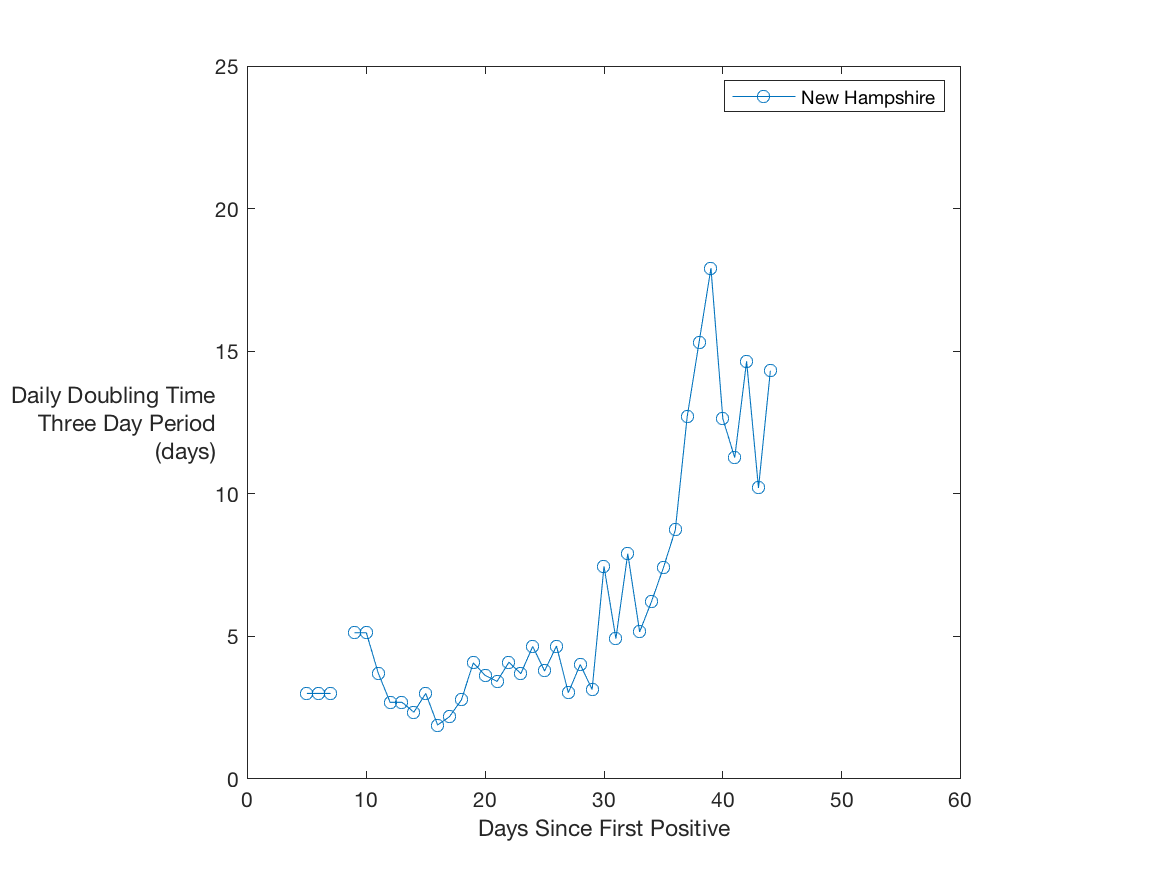 25
New Hampshire
20
15
Daily Doubling Time
Three Day Period
(days)
10
5
0
0 10 20 30 40 50 60
Days Since First Positive